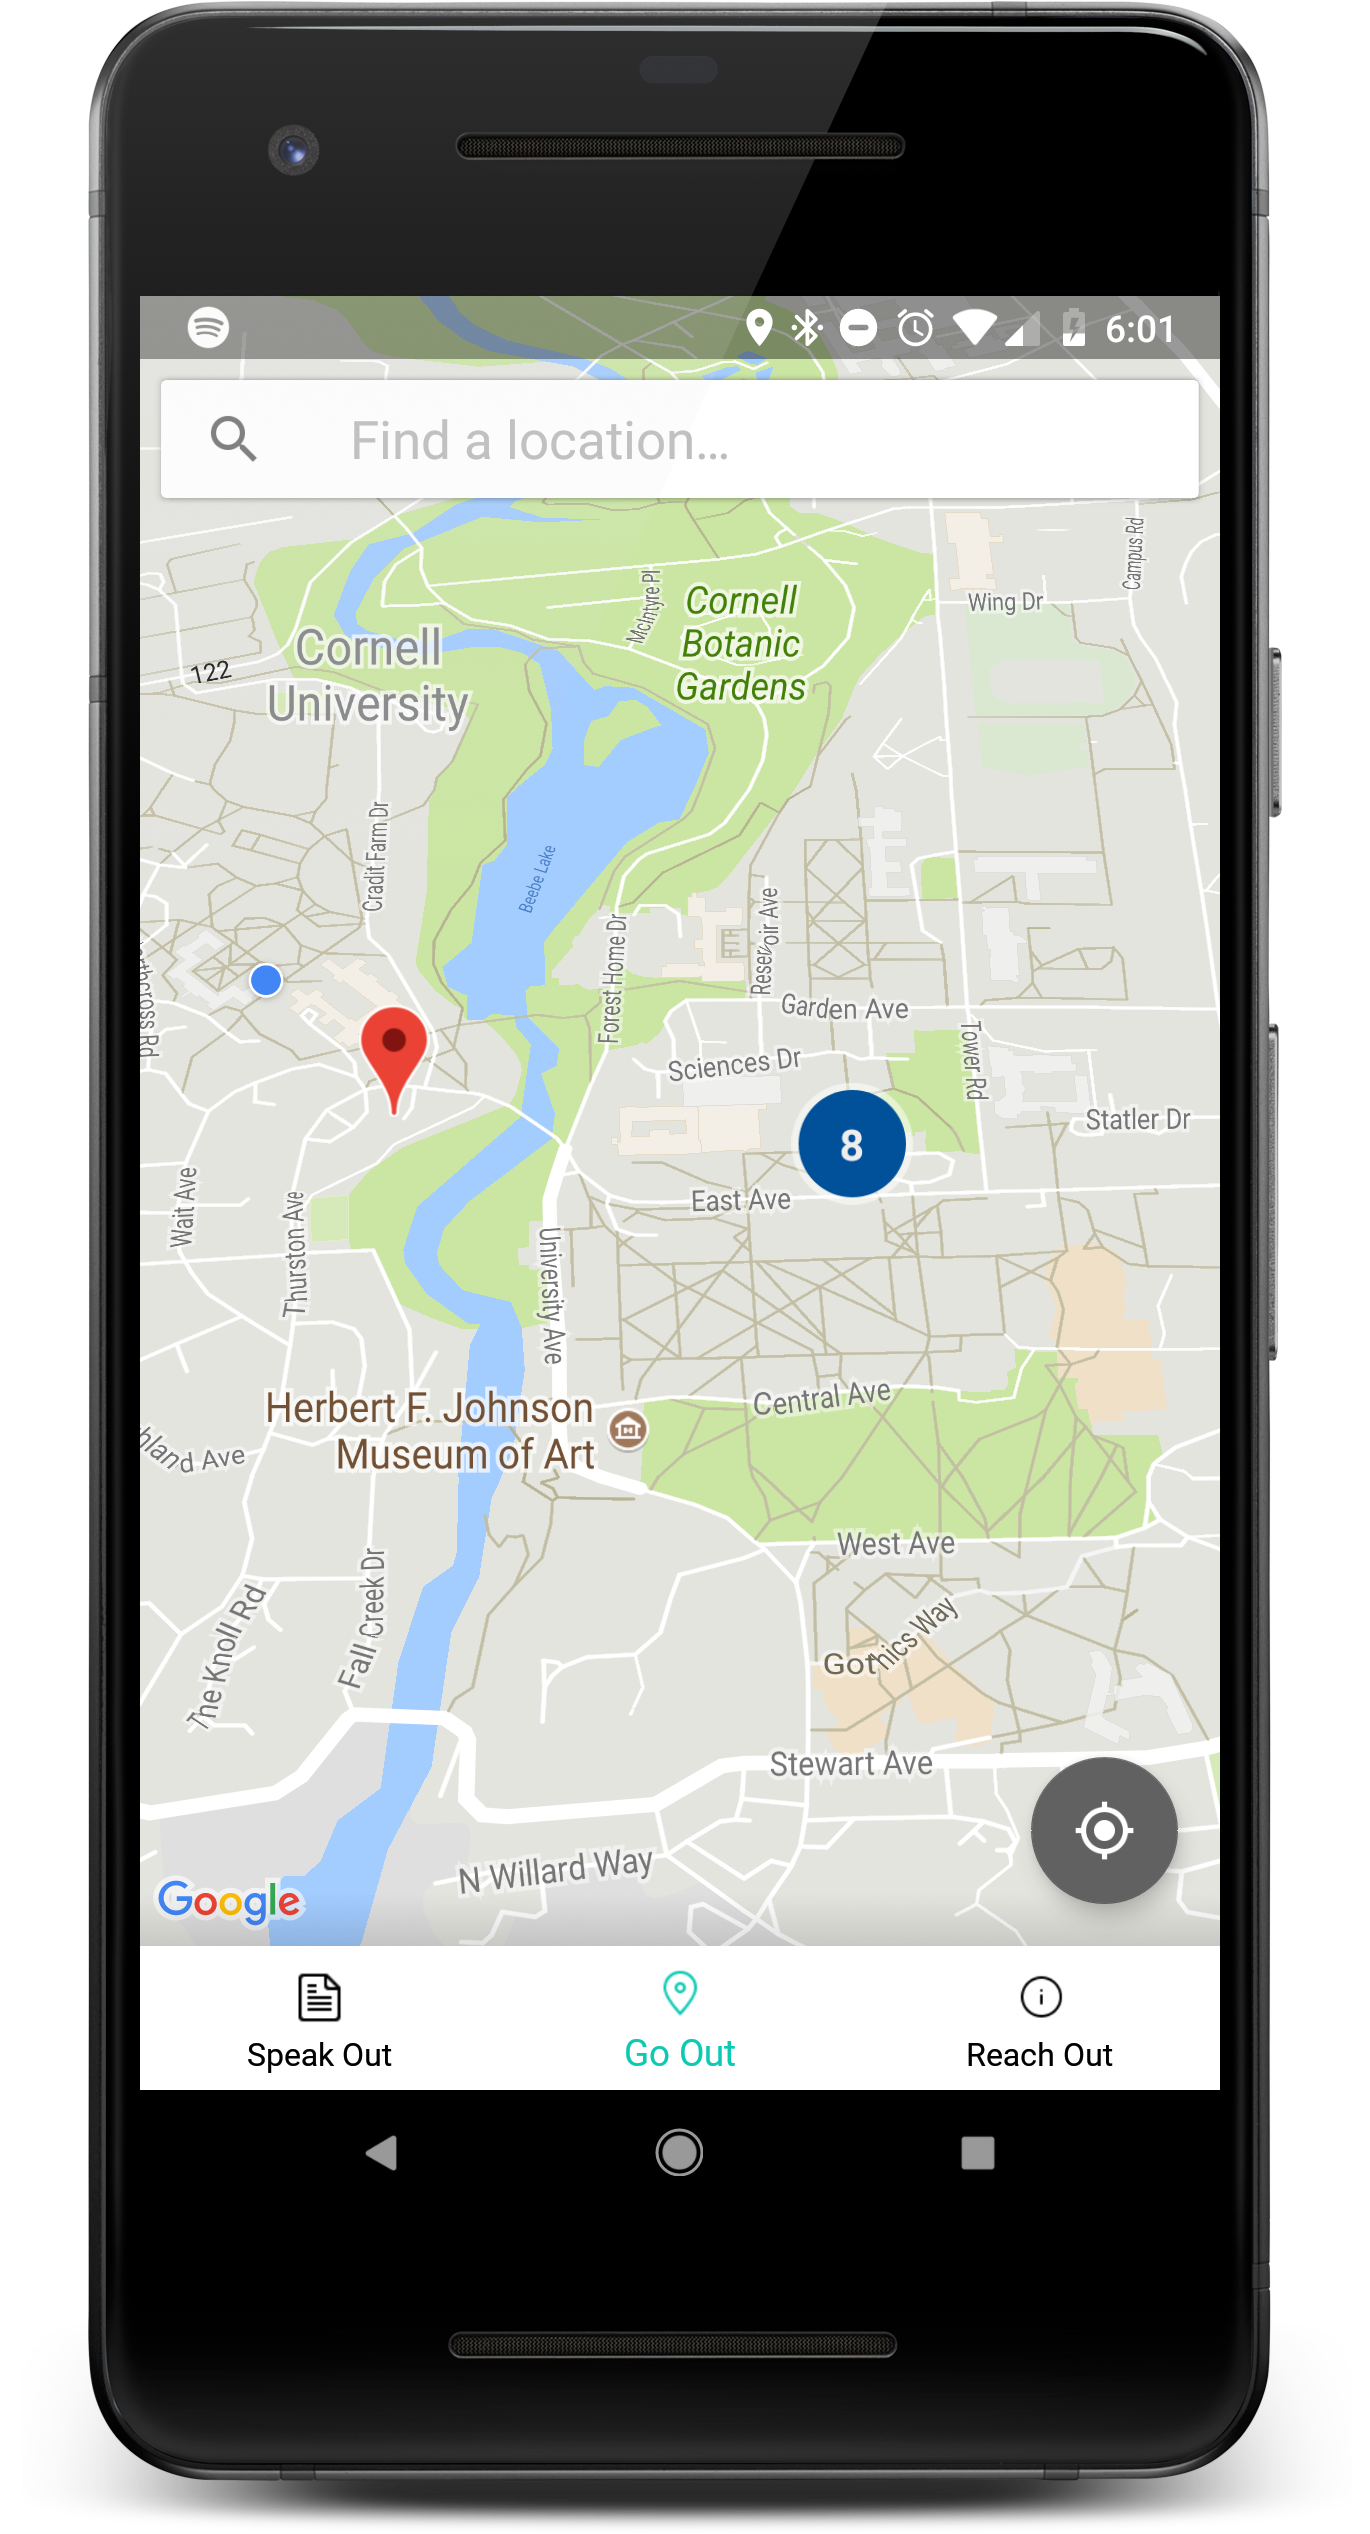 6:01
Find a location...
Campus Rd
Wing Dr
McIntyre Pl
Cornell
Botanic
Gardens
Cornell
University
122
Cradit Farm Dr
Beebe Lake
Reservoir Ave
Forest Home Dr
rthcross Rd
Garden Ave
Sciences Dr
Tower Rd
Statler Dr
8
East Ave
Wait Ave
Thurston Ave
University Ave
Herbert F. Johnson
Museum of Art
Central Ave
hland Ave
West Ave
The Knoll Rd
Fall Creek Dr
Gothics Way
Stewart Ave
N Willard Way
Google
Speak Out
Go Out
Reach Out